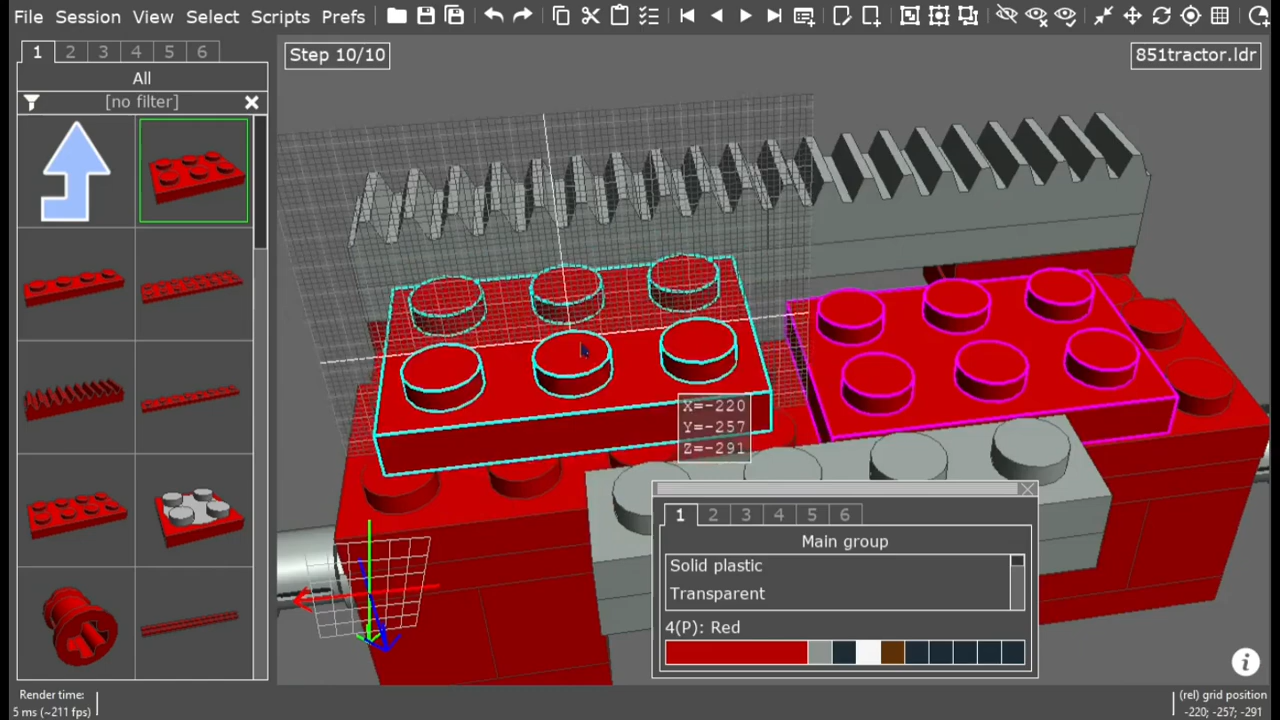 File Session View Select Scripts Prefs
1 2 3 4 5 6
All
[no filter]
Step 10/10
851tractor.ldr
X=-220
Y=-257
Z=-291
1 2 3 4 5 6
Main group
Solid plastic
Transparent
4(P): Red
Render time:
5 ms (~211 fps)
(rel) grid position
-220; -257; -291